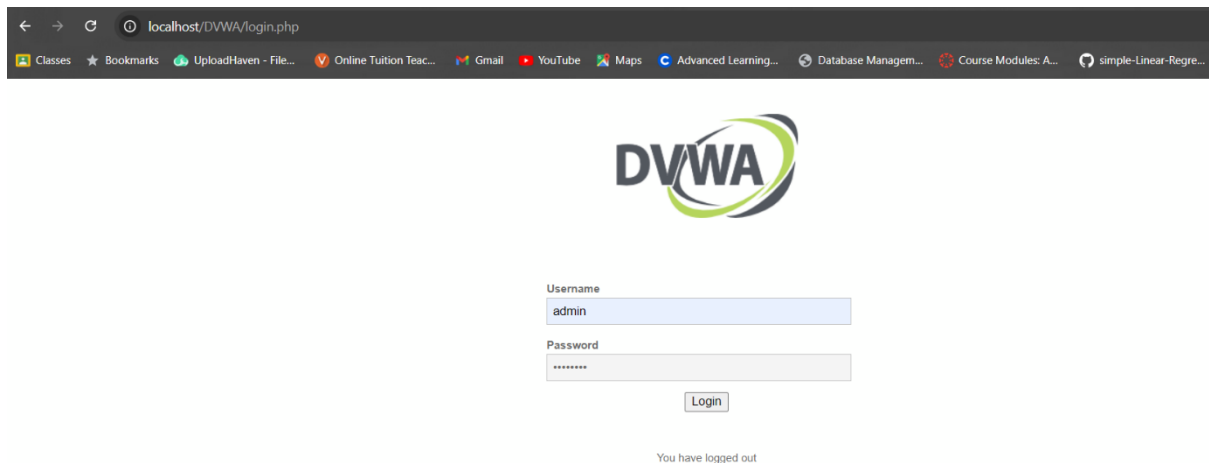 localhost/DVWA/login.php
Classes Bookmarks UploadHaven - File... Online Tuition Teac... Gmail YouTube Maps Advanced Learning... Database Managem... Course Modules: A... simple-Linear-Regre...
DVWA
Username
admin
Password
••••••••
Login
You have logged out